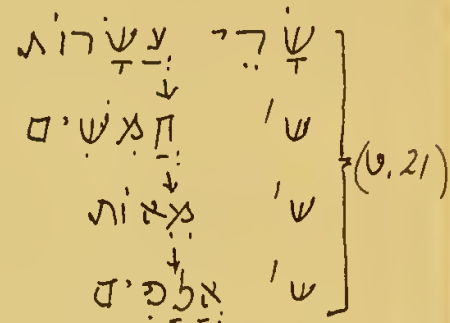 שָׂרֵי עֲשָׂרוֹת
↓
ש' חֲמִשִׁים
↓
ש' מֵאוֹת
↓
ש' אֲלָפִים
(v. 21)